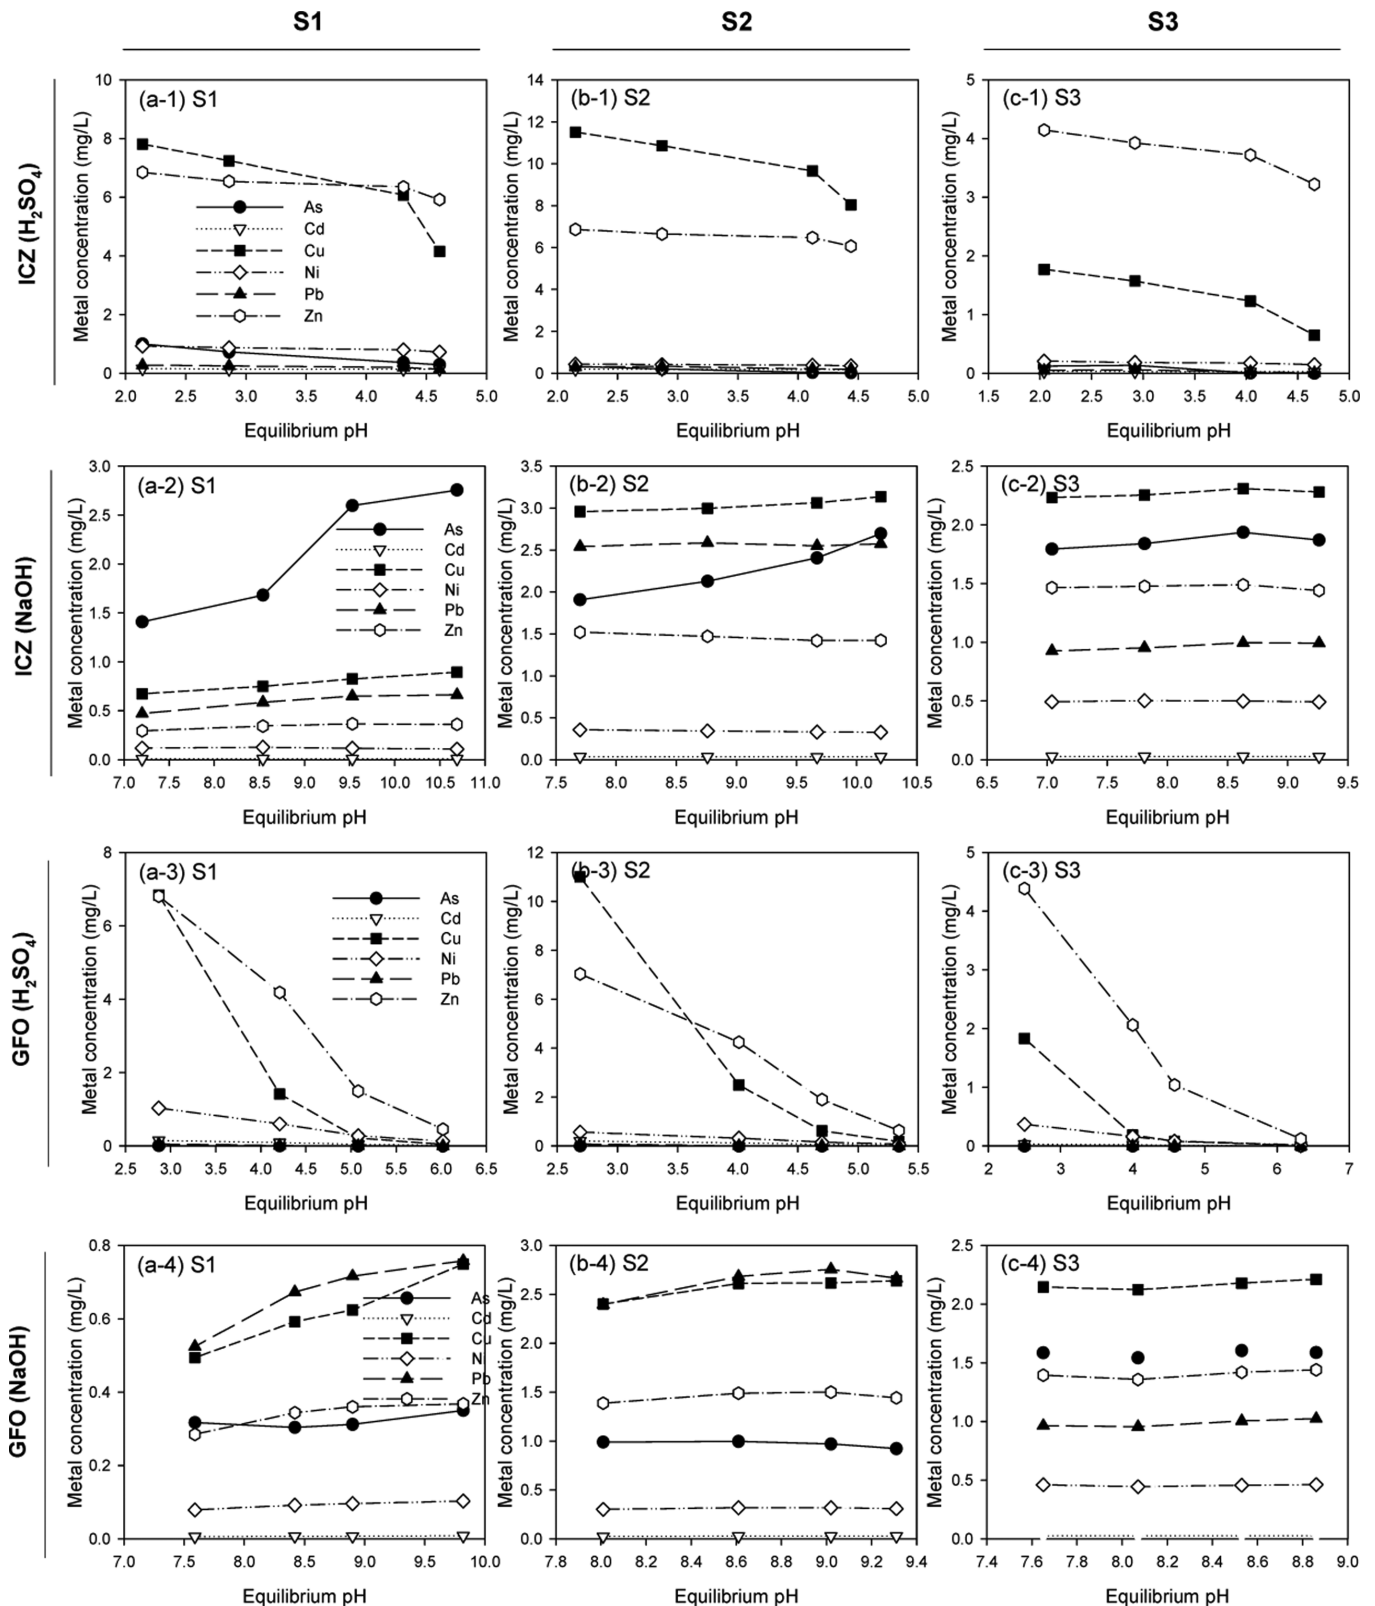 S1 S2 S3
ICZ (H2SO4)
(a-1) S1
Metal concentration (mg/L)
10
8
6
4
2
0
As
Cd
Cu
Ni
Pb
Zn
2.0 2.5 3.0 3.5 4.0 4.5 5.0
Equilibrium pH
(b-1) S2
Metal concentration (mg/L)
14
12
10
8
6
4
2
0
2.0 2.5 3.0 3.5 4.0 4.5 5.0
Equilibrium pH
(c-1) S3
Metal concentration (mg/L)
5
4
3
2
1
0
1.5 2.0 2.5 3.0 3.5 4.0 4.5 5.0
Equilibrium pH
ICZ (NaOH)
(a-2) S1
Metal concentration (mg/L)
3.0
2.5
2.0
1.5
1.0
0.5
0.0
As
Cd
Cu
Ni
Pb
Zn
7.0 7.5 8.0 8.5 9.0 9.5 10.0 10.5 11.0
Equilibrium pH
(b-2) S2
Metal concentration (mg/L)
3.5
3.0
2.5
2.0
1.5
1.0
0.5
0.0
7.5 8.0 8.5 9.0 9.5 10.0 10.5
Equilibrium pH
(c-2) S3
Metal concentration (mg/L)
2.5
2.0
1.5
1.0
0.5
0.0
6.5 7.0 7.5 8.0 8.5 9.0 9.5
Equilibrium pH
GFO (H2SO4)
(a-3) S1
Metal concentration (mg/L)
8
6
4
2
0
As
Cd
Cu
Ni
Pb
Zn
2.5 3.0 3.5 4.0 4.5 5.0 5.5 6.0 6.5
Equilibrium pH
(b-3) S2
Metal concentration (mg/L)
12
10
8
6
4
2
0
2.5 3.0 3.5 4.0 4.5 5.0 5.5
Equilibrium pH
(c-3) S3
Metal concentration (mg/L)
5
4
3
2
1
0
2 3 4 5 6 7
Equilibrium pH
GFO (NaOH)
(a-4) S1
Metal concentration (mg/L)
0.8
0.6
0.4
0.2
0.0
As
Cd
Cu
Ni
Pb
Zn
7.0 7.5 8.0 8.5 9.0 9.5 10.0
Equilibrium pH
(b-4) S2
Metal concentration (mg/L)
3.0
2.5
2.0
1.5
1.0
0.5
0.0
7.8 8.0 8.2 8.4 8.6 8.8 9.0 9.2 9.4
Equilibrium pH
(c-4) S3
Metal concentration (mg/L)
2.5
2.0
1.5
1.0
0.5
0.0
7.4 7.6 7.8 8.0 8.2 8.4 8.6 8.8 9.0
Equilibrium pH